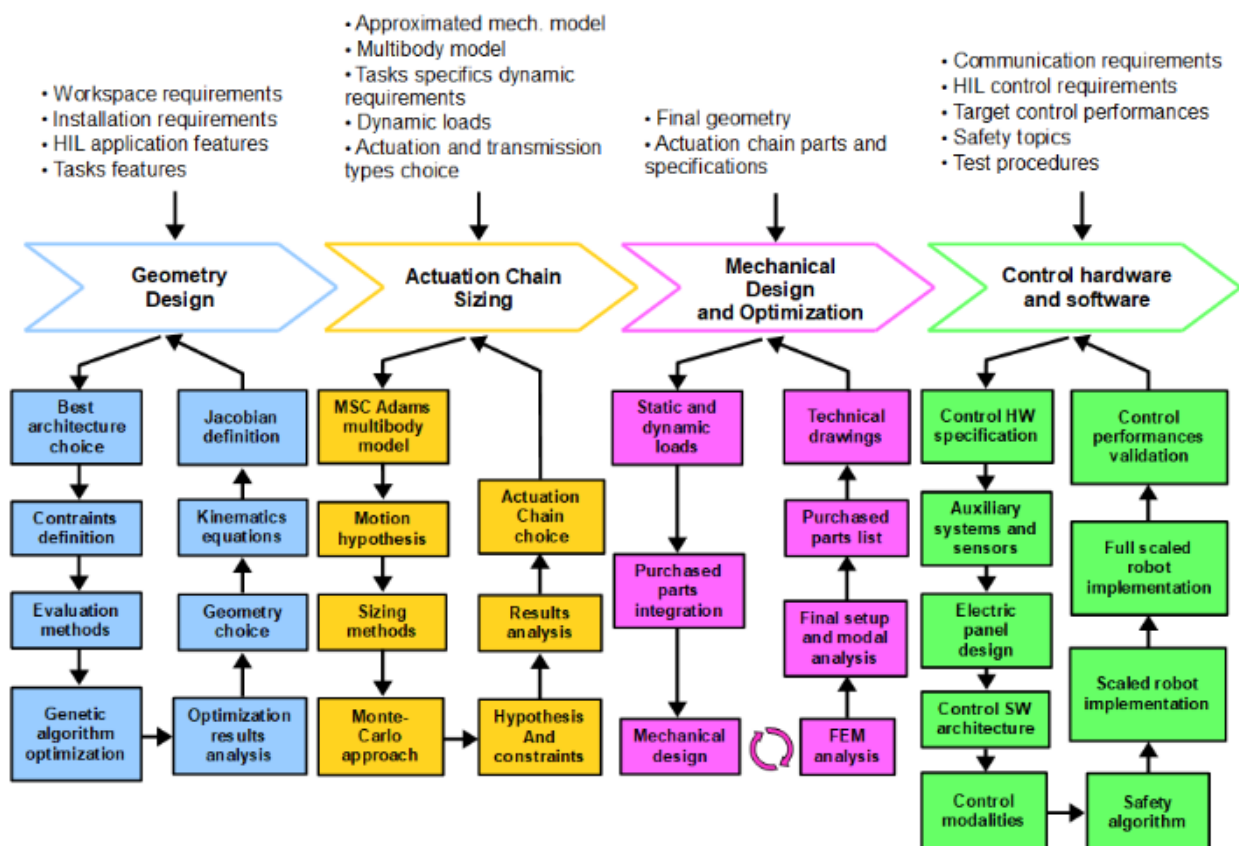 • Workspace requirements
• Installation requirements
• HIL application features
• Tasks features
• Approximated mech. model
• Multibody model
• Tasks specifics dynamic
requirements
• Dynamic loads
• Actuation and transmission
types choice
• Final geometry
• Actuation chain parts and
specifications
• Communication requirements
• HIL control requirements
• Target control performances
• Safety topics
• Test procedures
Geometry
Design
Actuation Chain
Sizing
Mechanical
Design
and Optimization
Control hardware
and software
Best
architecture
choice
Contraints
definition
Evaluation
methods
Genetic
algorithm
optimization
Optimization
results
analysis
Geometry
choice
Kinematics
equations
Jacobian
definition
MSC Adams
multibody
model
Motion
hypothesis
Sizing
methods
Monte-
Carlo
approach
Hypothesis
And
constraints
Results
analysis
Actuation
Chain
choice
Static and
dynamic
loads
Purchased
parts
integration
Mechanical
design
FEM
analysis
Final setup
and modal
analysis
Purchased
parts list
Technical
drawings
Control HW
specification
Auxiliary
systems and
sensors
Electric
panel
design
Control SW
architecture
Control
modalities
Safety
algorithm
Scaled robot
implementation
Full scaled
robot
implementation
Control
performances
validation